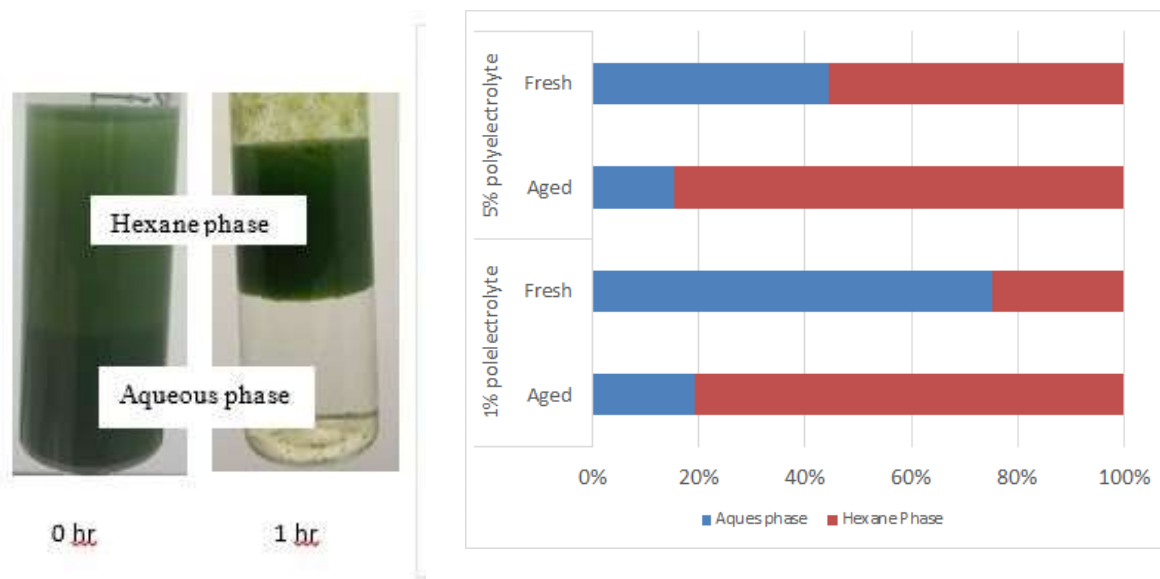 Hexane phase
Aqueous phase
0 hr
1 hr
5% polyelectrolyte
Fresh
Aged
1% polelectrolyte
Fresh
Aged
0%
20%
40%
60%
80%
100%
Aques phase
Hexane Phase